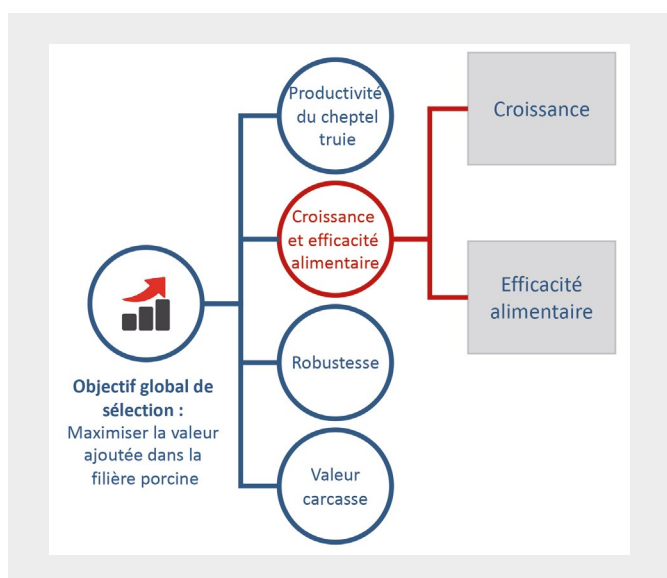 Productivité
du cheptel
truie
Croissance
Croissance
et efficacité
alimentaire
Efficacité
alimentaire
Objectif global de
sélection :
Maximiser la valeur
ajoutée dans la
filière porcine
Robustesse
Valeur
carcasse